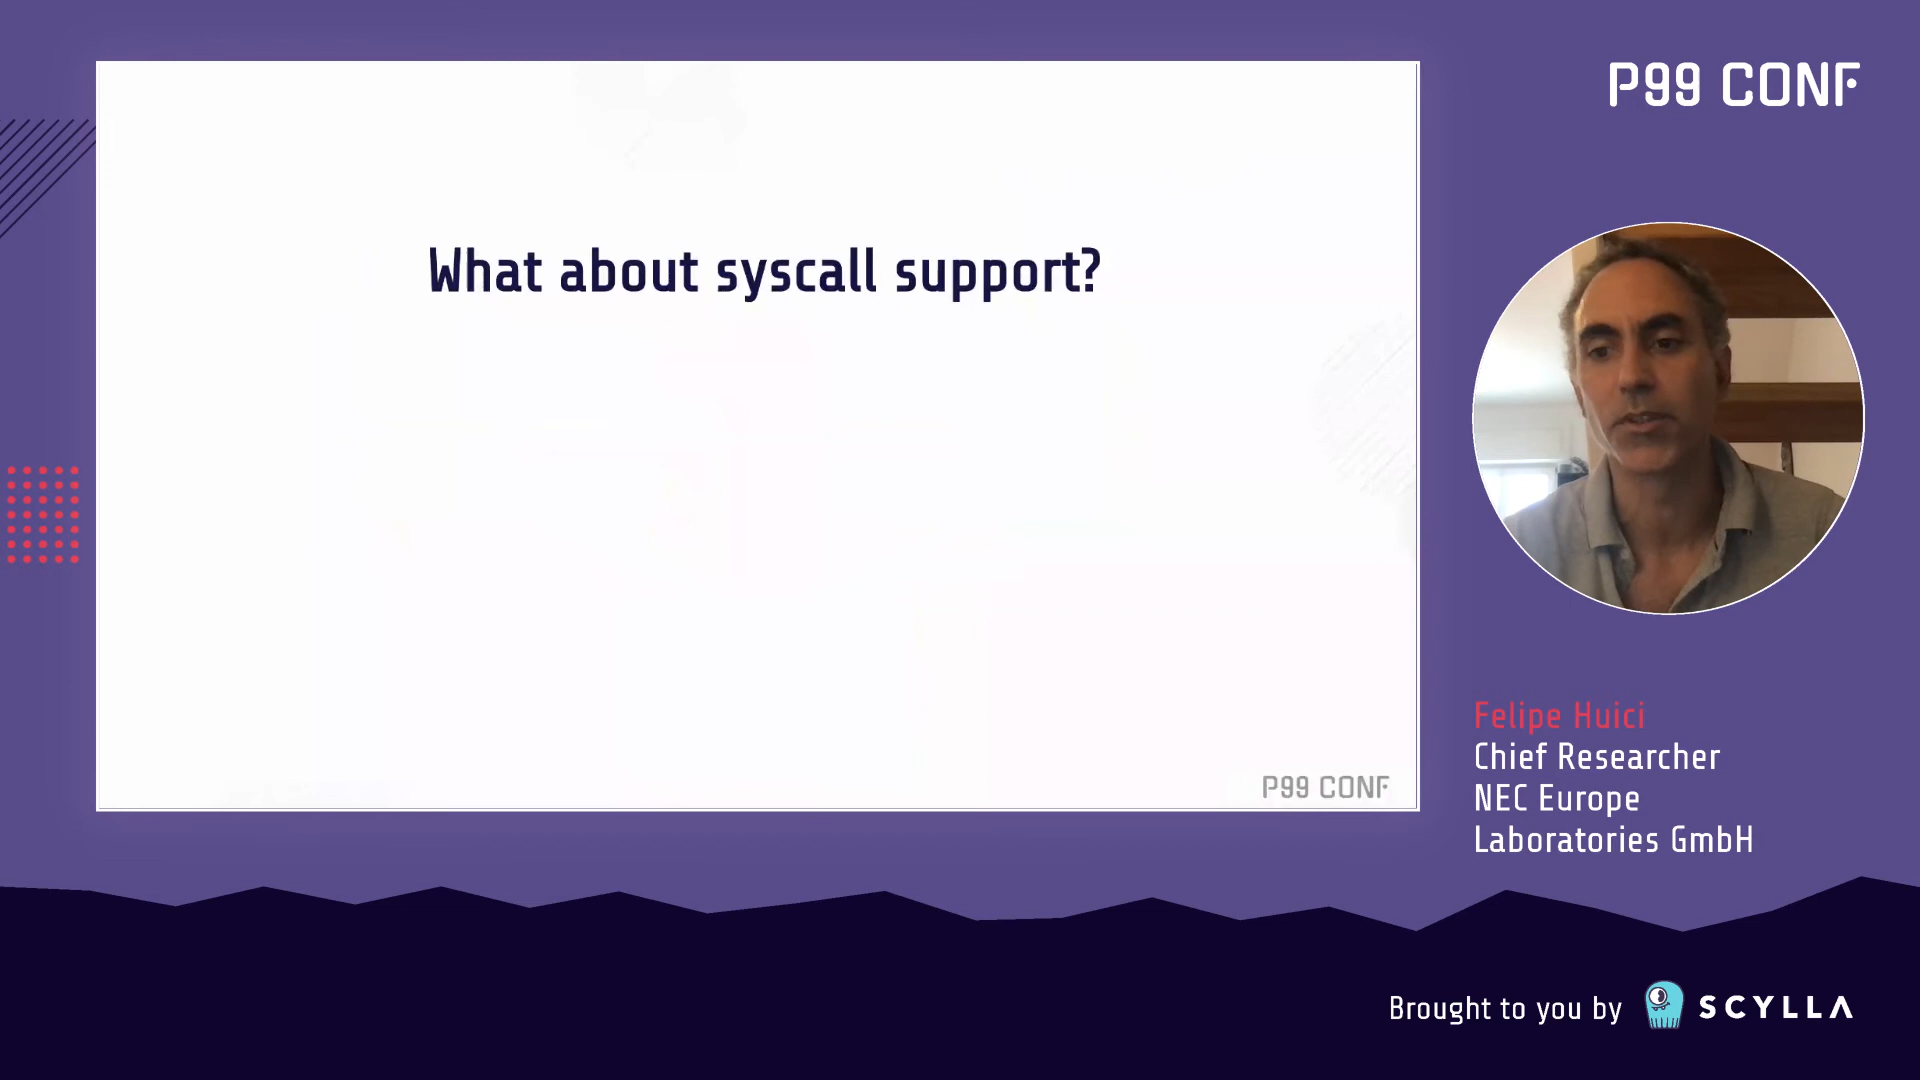 P99 CONF
What about syscall support?
P99 CONF
Felipe Huici
Chief Researcher
NEC Europe
Laboratories GmbH
Brought to you by SCYLLA